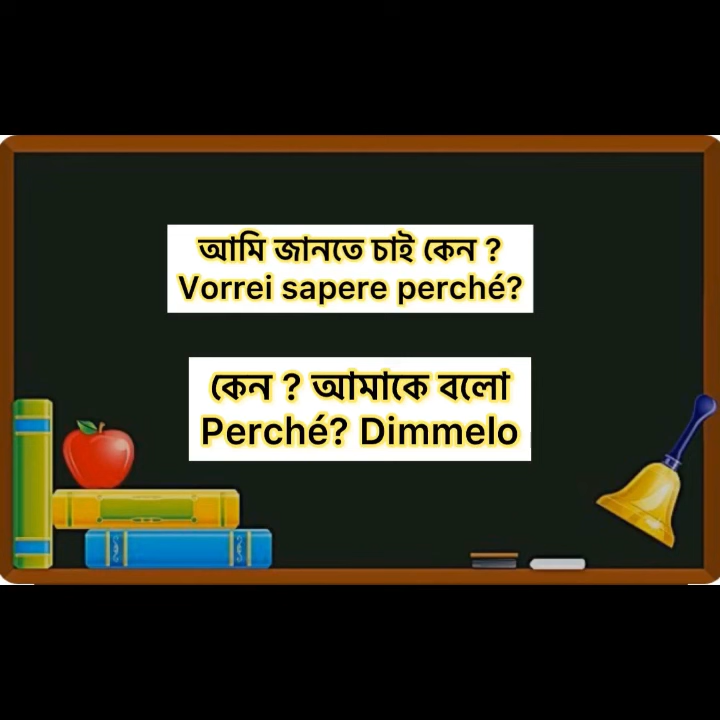 আমি জানতে চাই কেন ?
Vorrei sapere perché?
কেন ? আমাকে বলো
Perché? Dimmelo